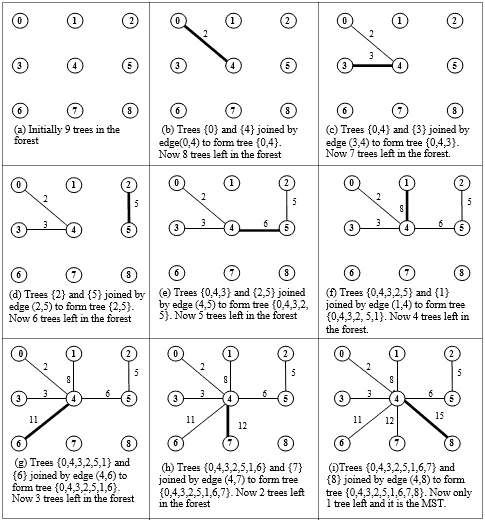 0 1 2
3 4 5
6 7 8
(a) Initially 9 trees in the
forest
0 1 2
2
3 4 5
6 7 8
(b) Trees {0} and {4} joined by
edge(0,4) to form tree {0,4}.
Now 8 trees left in the forest
0 1 2
2
3
3 4 5
6 7 8
(c) Trees {0,4} and {3} joined by
edge (3,4) to form tree {0,4,3}.
Now 7 trees left in the forest.
0 1 2
2 5
3
3 4 5
6 7 8
(d) Trees {2} and {5} joined by
edge (2,5) to form tree {2,5}.
Now 6 trees left in the forest
0 1 2
2 5
3 6
3 4 5
6 7 8
(e) Trees {0,4,3} and {2,5} joined
by edge (4,5) to form tree {0,4,3,2,
5}. Now 5 trees left in the forest
0 1 2
2 8 5
3 6
3 4 5
6 7 8
(f) Trees {0,4,3,2,5} and {1}
joined by edge (1,4) to form tree
{0,4,3,2, 5,1}. Now 4 trees left in
the forest.
0 1 2
2 8 5
3 6
3 4 5
11
6 7 8
(g) Trees {0,4,3,2,5,1} and
{6} joined by edge (4,6) to
form tree {0,4,3,2,5,1,6}.
Now 3 trees left in the forest
0 1 2
2 8 5
3 6
3 4 5
11 12
6 7 8
(h) Trees {0,4,3,2,5,1,6} and {7}
joined by edge (4,7) to form tree
{0,4,3,2,5,1,6,7}. Now 2 trees left
in the forest
0 1 2
2 8 5
3 6
3 4 5
11 12 15
6 7 8
(i)Trees {0,4,3,2,5,1,6,7} and
{8} joined by edge (4,8) to form
tree {0,4,3,2,5,1,6,7,8}. Now only
1 tree left and it is the MST.